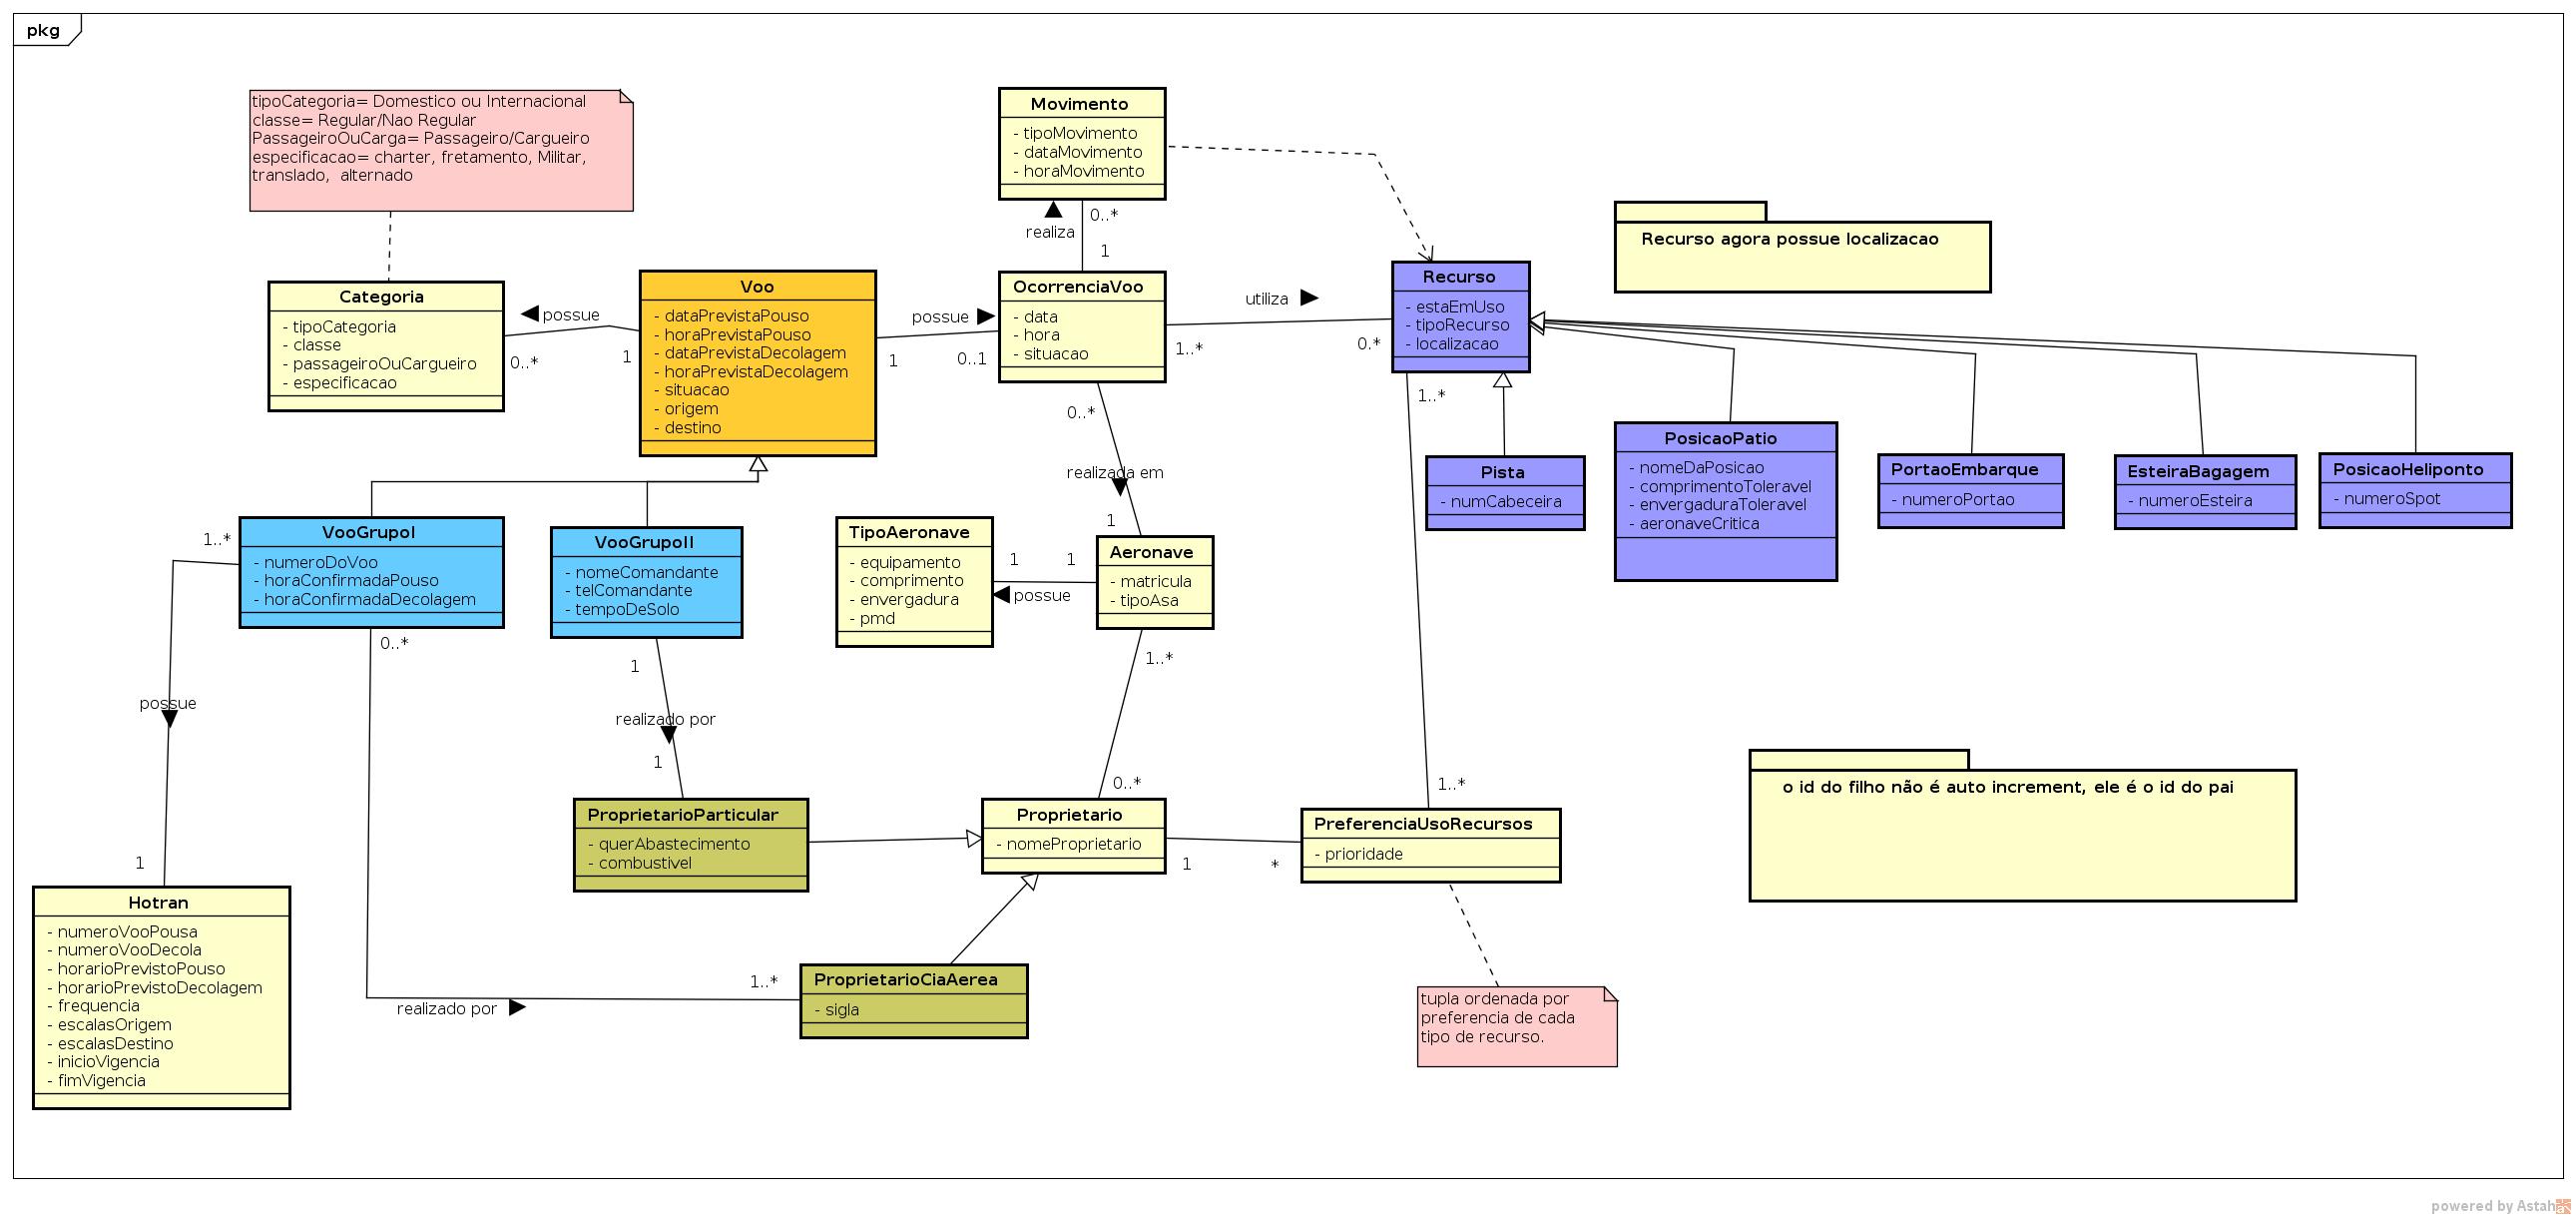 pkg
tipoCategoria= Domestico ou Internacional
classe= Regular/Nao Regular
PassageiroOuCarga= Passageiro/Cargueiro
especificacao= charter, fretamento, Militar,
translado,  alternado
Movimento
- tipoMovimento
- dataMovimento
- horaMovimento
0..*
realiza
1
Recurso agora possue localizacao
Categoria
- tipoCategoria
- classe
- passageiroOuCargueiro
- especificacao
possue
0..*
1
Voo
- dataPrevistaPouso
- horaPrevistaPouso
- dataPrevistaDecolagem
- horaPrevistaDecolagem
- situacao
- origem
- destino
possue
1
0..1
OcorrenciaVoo
- data
- hora
- situacao
utiliza
1..*
0.*
Recurso
- estaEmUso
- tipoRecurso
- localizacao
1..*
0..*
realizada em
1
Pista
- numCabeceira
PosicaoPatio
- nomeDaPosicao
- comprimentoToleravel
- envergaduraToleravel
- aeronaveCritica
PortaoEmbarque
- numeroPortao
EsteiraBagagem
- numeroEsteira
PosicaoHeliponto
- numeroSpot
1..*
VooGrupoI
- numeroDoVoo
- horaConfirmadaPouso
- horaConfirmadaDecolagem
0..*
VooGrupoII
- nomeComandante
- telComandante
- tempoDeSolo
1
TipoAeronave
- equipamento
- comprimento
- envergadura
- pmd
1
1
possue
Aeronave
- matricula
- tipoAsa
1..*
possue
realizado por
1
0..*
1..*
o id do filho não é auto increment, ele é o id do pai
1
ProprietarioParticular
- querAbastecimento
- combustivel
Proprietario
- nomeProprietario
1
*
PreferenciaUsoRecursos
- prioridade
Hotran
- numeroVooPousa
- numeroVooDecola
- horarioPrevistoPouso
- horarioPrevistoDecolagem
- frequencia
- escalasOrigem
- escalasDestino
- inicioVigencia
- fimVigencia
realizado por
1..*
ProprietarioCiaAerea
- sigla
tupla ordenada por
preferencia de cada
tipo de recurso.
powered by Astah